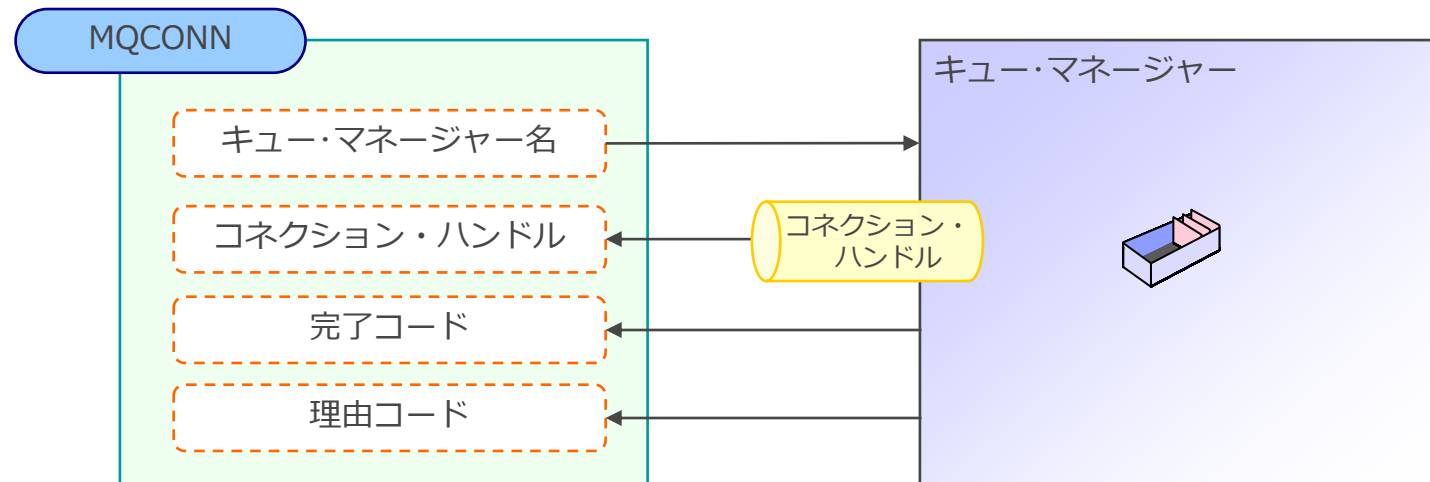 MQCONN
キュー･マネージャー
キュー･マネージャー名
コネクション・
ハンドル
コネクション・ハンドル
完了コード
理由コード